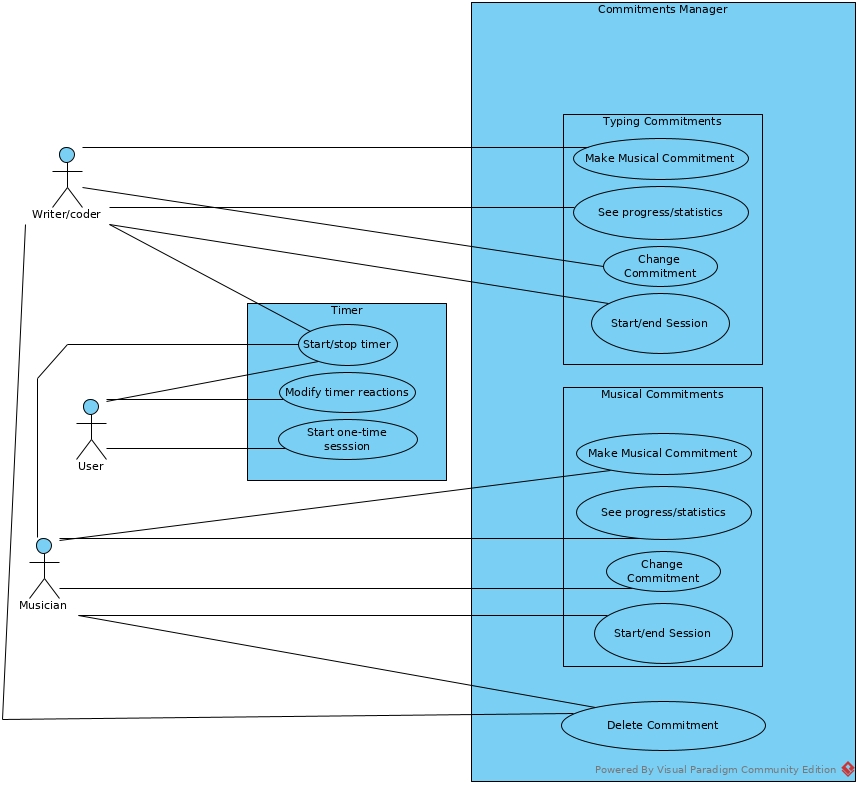 Commitments Manager
Typing Commitments
Make Musical Commitment
Writer/coder
See progress/statistics
Change
Commitment
Timer
Start/end Session
Start/stop timer
Modify timer reactions
Musical Commitments
Start one-time
sesssion
User
Make Musical Commitment
See progress/statistics
Change
Commitment
Musician
Start/end Session
Delete Commitment
Powered By Visual Paradigm Community Edition